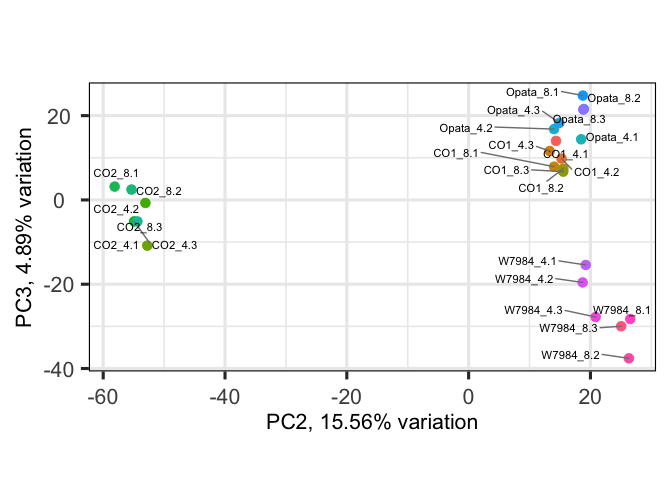 Opata_8.1
Opata_8.2
Opata_4.3
Opata_8.3
Opata_4.2
Opata_4.1
CO1_4.3
CO1_8.1
CO1_4.1
CO1_8.3
CO1_4.2
CO1_8.2
CO2_8.1
CO2_8.2
CO2_4.2
CO2_8.3
CO2_4.1
CO2_4.3
W7984_4.1
W7984_4.2
W7984_4.3
W7984_8.1
W7984_8.3
W7984_8.2
20
0
-20
-40
-60
-40
-20
0
20
PC3, 4.89% variation
PC2, 15.56% variation